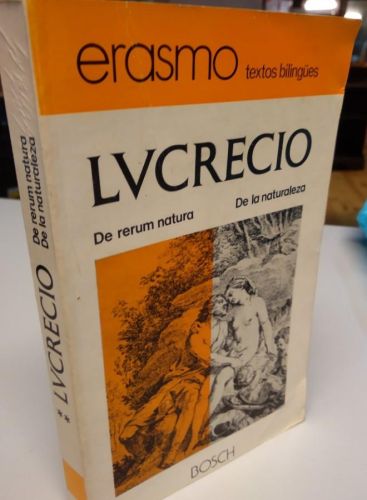 erasmo textos bilingües
LVCRECIO
De rerum natura
De la naturaleza
BOSCH
De rerum natura
De la naturaleza
** LVCRECIO